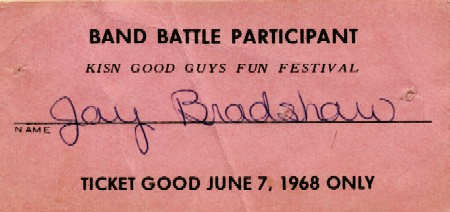 BAND BATTLE PARTICIPANT
KISN GOOD GUYS FUN FESTIVAL
NAME Jay Bradshaw
TICKET GOOD JUNE 7, 1968 ONLY